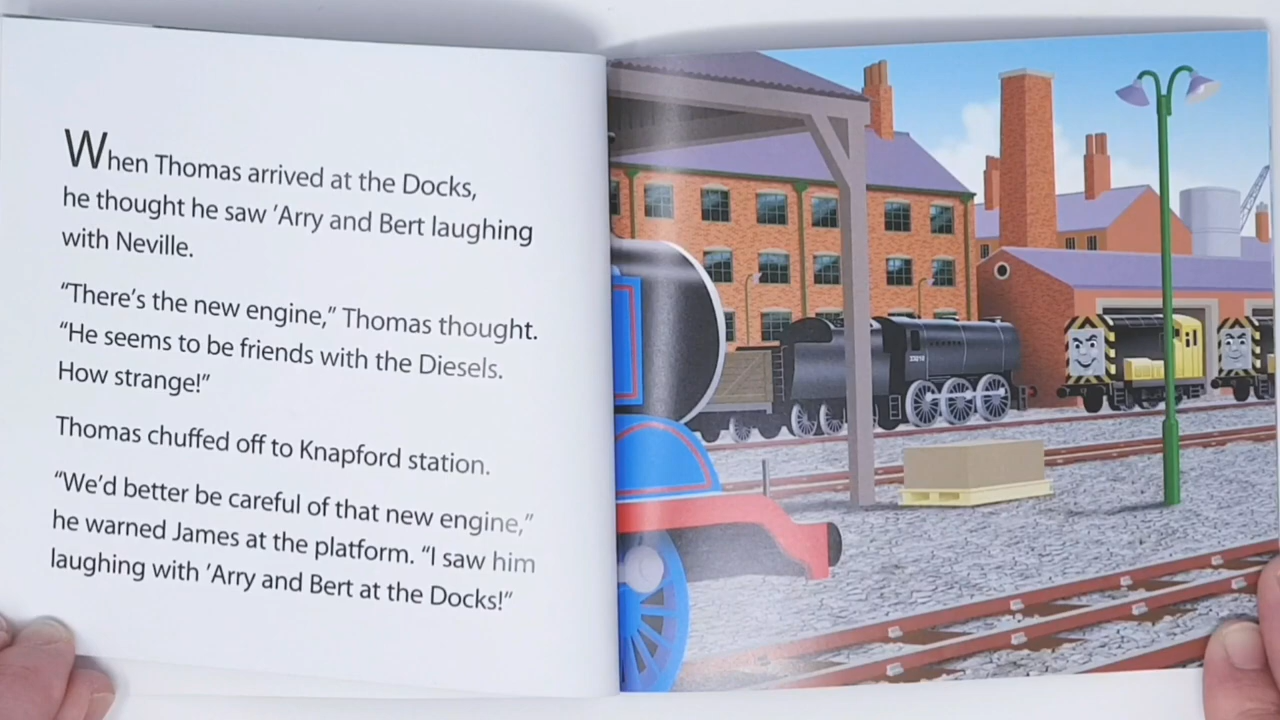 When Thomas arrived at the Docks,
he thought he saw ’Arry and Bert laughing
with Neville.
“There’s the new engine,” Thomas thought.
“He seems to be friends with the Diesels.
How strange!”
Thomas chuffed off to Knapford station.
“We’d better be careful of that new engine,”
he warned James at the platform. “I saw him
laughing with ’Arry and Bert at the Docks!”